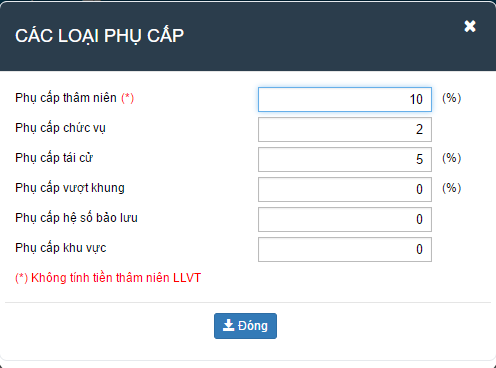 CÁC LOẠI PHỤ CẤP
Phụ cấp thâm niên (*) 10 (%)
Phụ cấp chức vụ 2
Phụ cấp tái cử 5 (%)
Phụ cấp vượt khung 0 (%)
Phụ cấp hệ số bảo lưu 0
Phụ cấp khu vực 0
(*) Không tính tiền thâm niên LLVT
Đóng